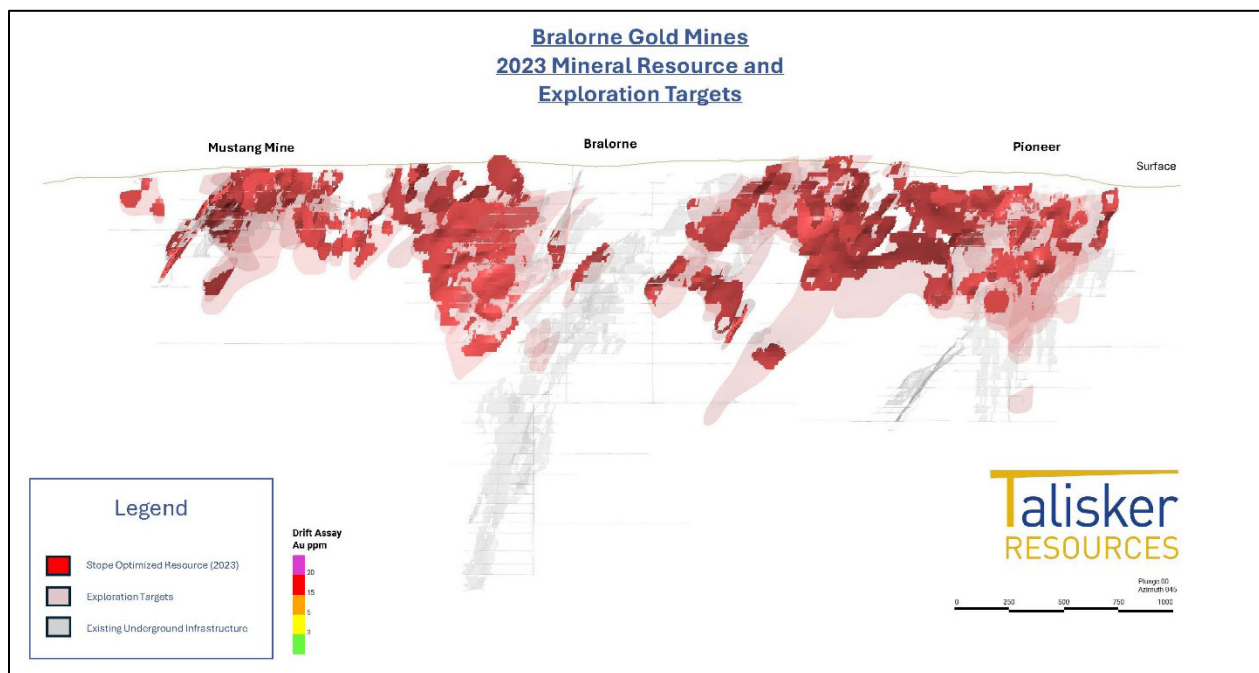 Bralorne Gold Mines
2023 Mineral Resource and
Exploration Targets
Mustang Mine
Bralorne
Pioneer
Surface
Legend
Stope Optimized Resource (2023)
Exploration Targets
Existing Underground Infrastructure
Drift Assay
Au ppm
20
15
5
3
Talisker
RESOURCES
Plunge 00
Azimuth 045
0 250 500 750 1000